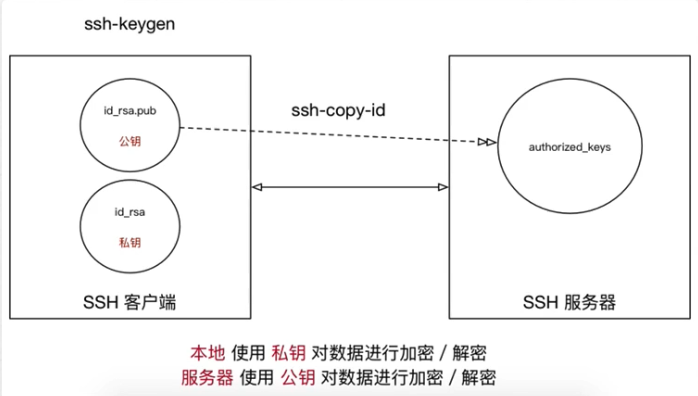 ssh-keygen
id_rsa.pub
公钥
ssh-copy-id
authorized_keys
id_rsa
私钥
SSH 客户端
SSH 服务器
本地 使用 私钥 对数据进行加密 / 解密
服务器 使用 公钥 对数据进行加密 / 解密